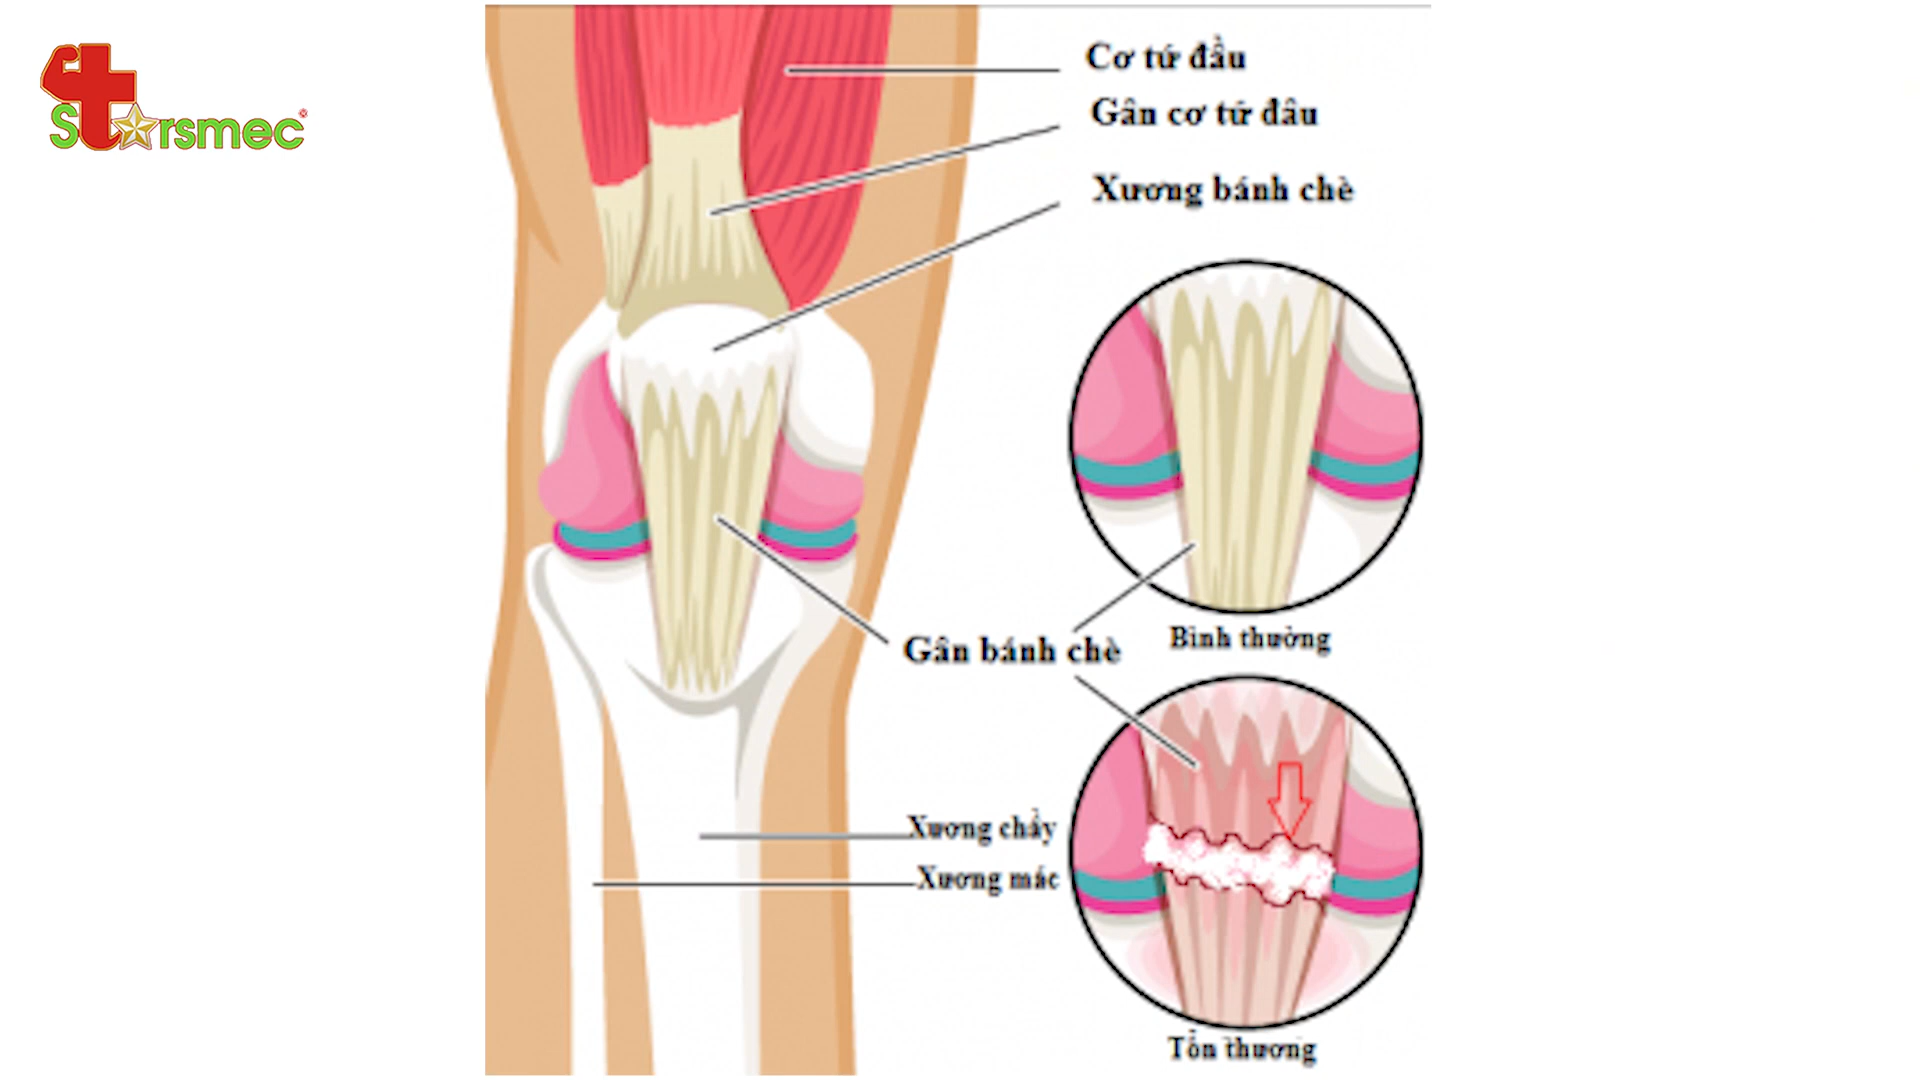 Starsmec
Cơ tứ đầu
Gân cơ tứ đầu
Xương bánh chè
Gân bánh chè
Bình thường
Xương chầy
Xương mác
Tổn thương